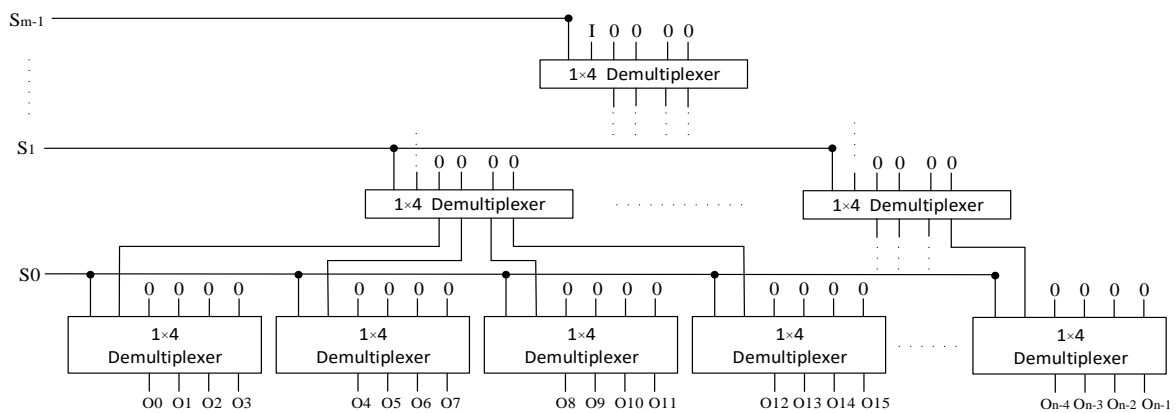 Sm-1
I 0 0 0 0
1×4 Demultiplexer
S1
0 0 0 0
0 0 0 0
1×4 Demultiplexer
1×4 Demultiplexer
S0
0 0 0 0
0 0 0 0
0 0 0 0
0 0 0 0
0 0 0 0
1×4
Demultiplexer
1×4
Demultiplexer
1×4
Demultiplexer
1×4
Demultiplexer
1×4
Demultiplexer
O0 O1 O2 O3
O4 O5 O6 O7
O8 O9 O10 O11
O12 O13 O14 O15
On-4 On-3 On-2 On-1